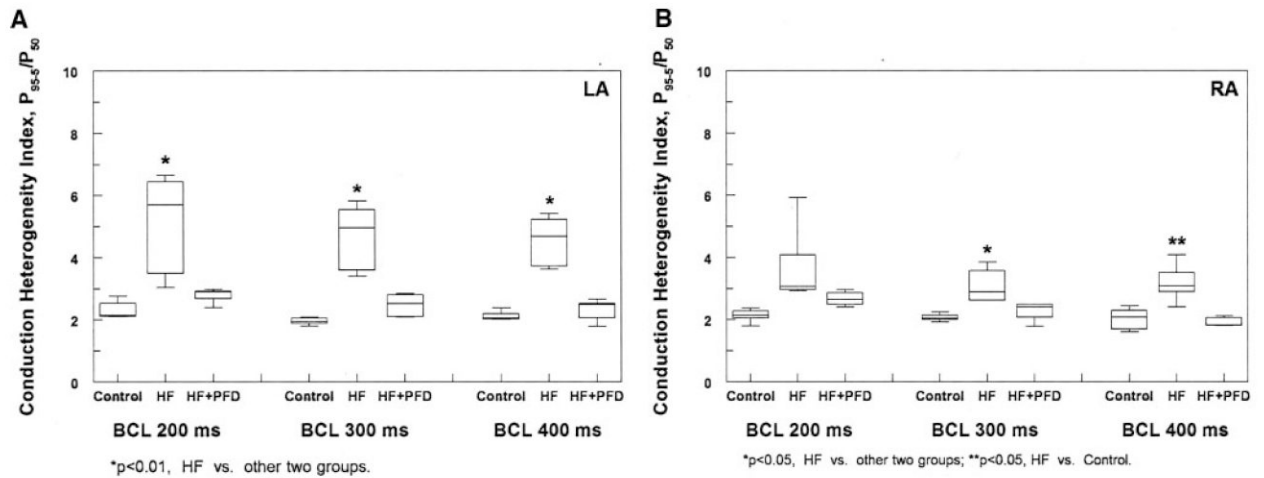 A
Conduction Heterogeneity Index, P95-5/P50
10
8
6
4
2
0
LA
*
*
*
Control HF HF+PFD Control HF HF+PFD Control HF HF+PFD
BCL 200 ms BCL 300 ms BCL 400 ms
*p<0.01, HF vs. other two groups.
B
Conduction Heterogeneity Index, P95-5/P50
10
8
6
4
2
0
RA
*
**
Control HF HF+PFD Control HF HF+PFD Control HF HF+PFD
BCL 200 ms BCL 300 ms BCL 400 ms
*p<0.05, HF vs. other two groups; **p<0.05, HF vs. Control.